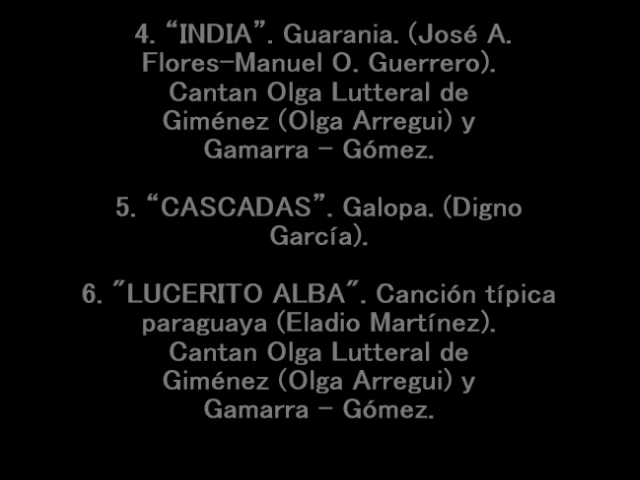 4. “INDIA”. Guarania. (José A.
Flores-Manuel O. Guerrero).
Cantan Olga Lutteral de
Giménez (Olga Arregui) y
Gamarra - Gómez.
5. “CASCADAS”. Galopa. (Digno
García).
6. "LUCERITO ALBA". Canción típica
paraguaya (Eladio Martínez).
Cantan Olga Lutteral de
Giménez (Olga Arregui) y
Gamarra - Gómez.